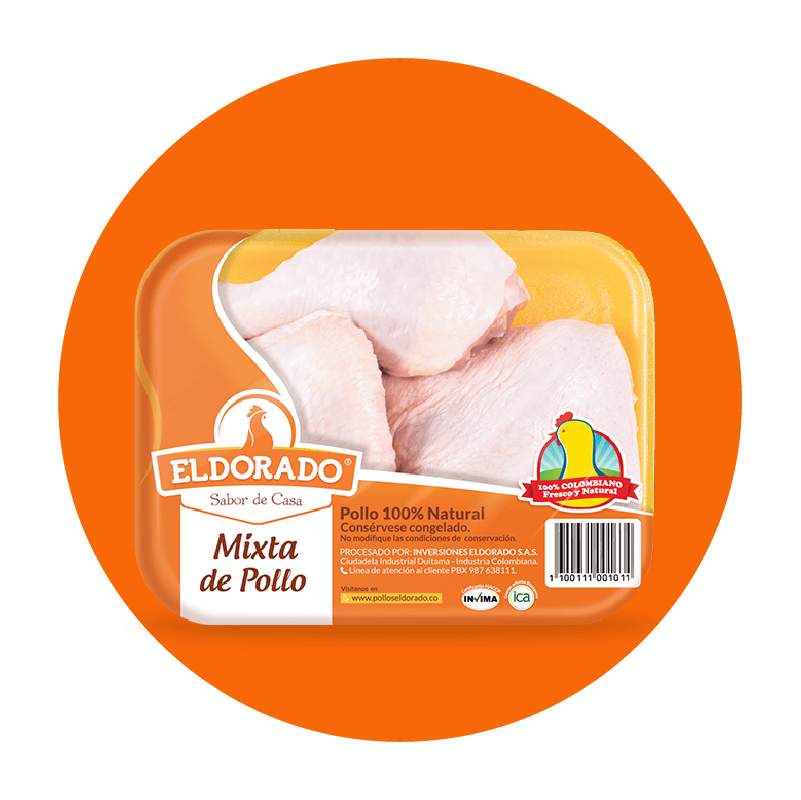 ELDORADO®
Sabor de Casa
Mixta
de Pollo
Pollo 100% Natural
Consérvese congelado.
No modifique las condiciones de conservación.
PROCESADO POR: INVERSIONES ELDORADO S.A.S.
Ciudadela Industrial Duitama - Industria Colombiana.
Línea de atención al cliente PBX 987 63811 1.
Visítenos en
www.polloseldorado.co
100% COLOMBIANO
Fresco y Natural
Certificación HACCP
INVIMA
ica
1 100111 001011